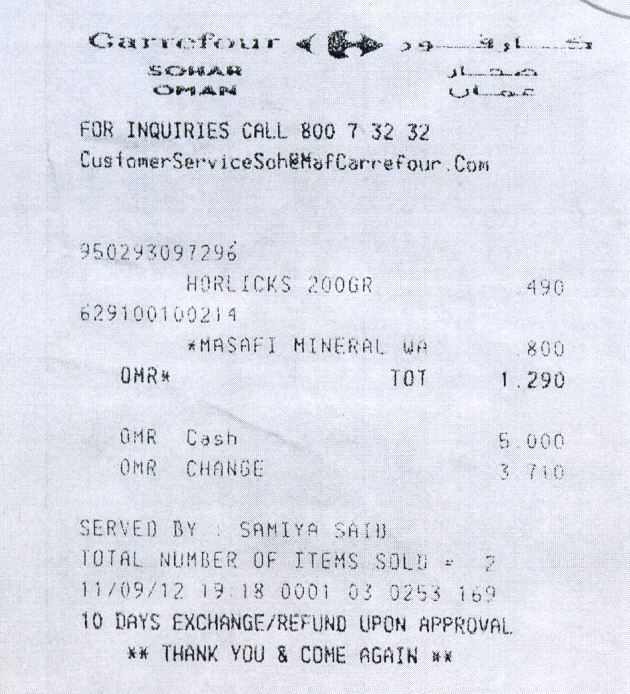 Carrefour كارفور
SOHAR صحار
OMAN عمان
FOR INQUIRIES CALL 800 7 32 32
CustomerServiceSoh@MafCarrefour.Com
950293097296
HORLICKS 200GR .490
629100100214
*MASAFI MINERAL WA .800
OMR* TOT 1.290
OMR Cash 5.000
OMR CHANGE 3.710
SERVED BY : SAMIYA SAID
TOTAL NUMBER OF ITEMS SOLD = 2
11/09/12 19:18 0001 03 0253 169
10 DAYS EXCHANGE/REFUND UPON APPROVAL
** THANK YOU & COME AGAIN **